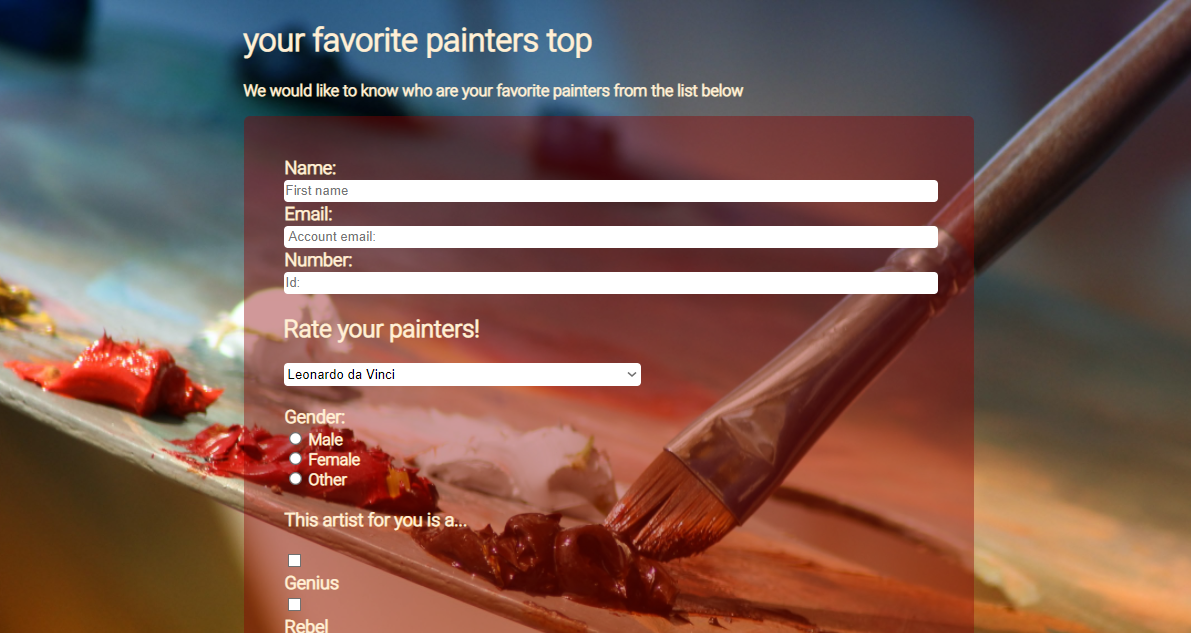 your favorite painters top
We would like to know who are your favorite painters from the list below
Name:
First name
Email:
Account email:
Number:
Id:
Rate your painters!
Leonardo da Vinci
Gender:
Male
Female
Other
This artist for you is a...
Genius
Rebel